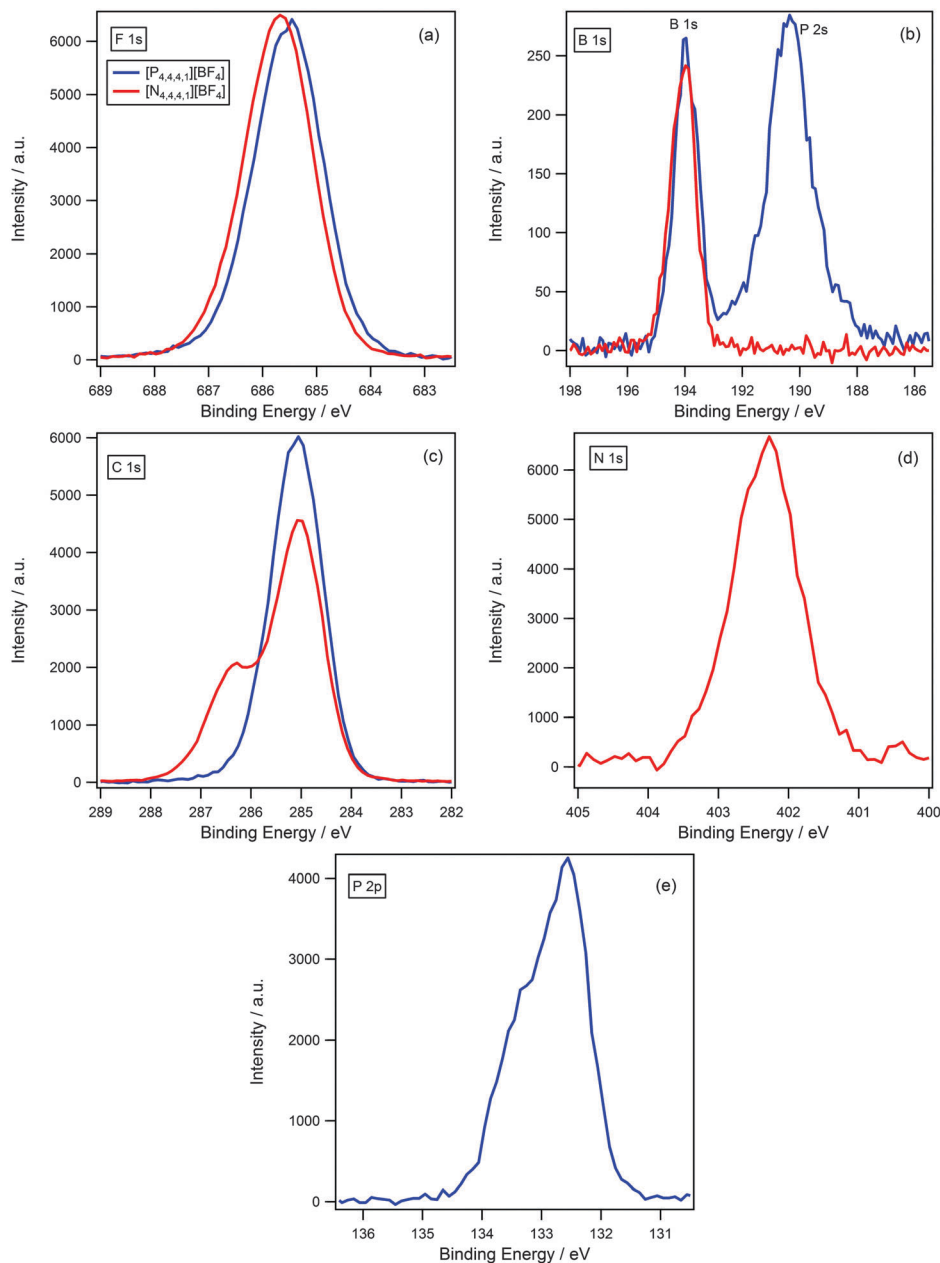 F 1s
(a)
[P4,4,4,1][BF4]
[N4,4,4,1][BF4]
Intensity / a.u.
6000
5000
4000
3000
2000
1000
0
689 688 687 686 685 684 683
Binding Energy / eV
B 1s
B 1s
P 2s
(b)
Intensity / a.u.
250
200
150
100
50
0
198 196 194 192 190 188 186
Binding Energy / eV
C 1s
(c)
Intensity / a.u.
6000
5000
4000
3000
2000
1000
0
289 288 287 286 285 284 283 282
Binding Energy / eV
N 1s
(d)
Intensity / a.u.
6000
5000
4000
3000
2000
1000
0
405 404 403 402 401 400
Binding Energy / eV
P 2p
(e)
Intensity / a.u.
4000
3000
2000
1000
0
136 135 134 133 132 131
Binding Energy / eV